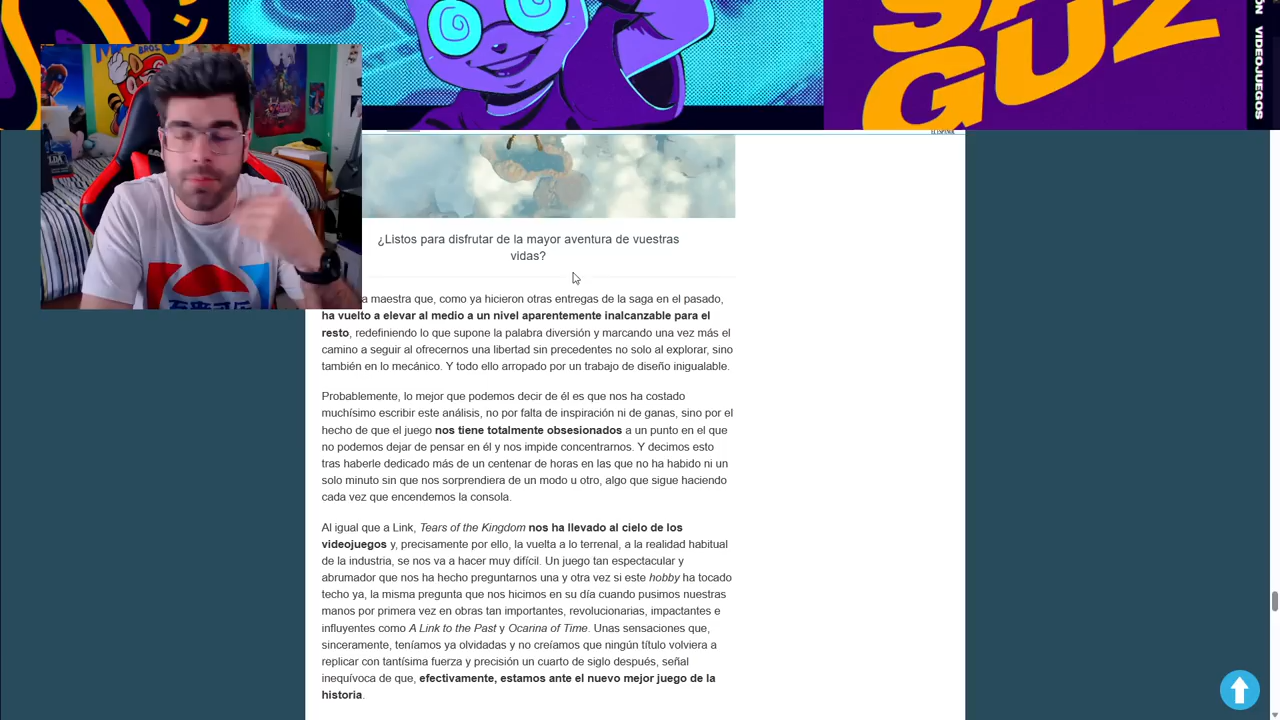 SA
GUZ
ÓN VIDEOJUEGOS
BROS
¿Listos para disfrutar de la mayor aventura de vuestras
vidas?
a maestra que, como ya hicieron otras entregas de la saga en el pasado,
ha vuelto a elevar al medio a un nivel aparentemente inalcanzable para el
resto, redefiniendo lo que supone la palabra diversión y marcando una vez más el
camino a seguir al ofrecernos una libertad sin precedentes no solo al explorar, sino
también en lo mecánico. Y todo ello arropado por un trabajo de diseño inigualable.
Probablemente, lo mejor que podemos decir de él es que nos ha costado
muchísimo escribir este análisis, no por falta de inspiración ni de ganas, sino por el
hecho de que el juego nos tiene totalmente obsesionados a un punto en el que
no podemos dejar de pensar en él y nos impide concentrarnos. Y decimos esto
tras haberle dedicado más de un centenar de horas en las que no ha habido ni un
solo minuto sin que nos sorprendiera de un modo u otro, algo que sigue haciendo
cada vez que encendemos la consola.
Al igual que a Link, Tears of the Kingdom nos ha llevado al cielo de los
videojuegos y, precisamente por ello, la vuelta a lo terrenal, a la realidad habitual
de la industria, se nos va a hacer muy difícil. Un juego tan espectacular y
abrumador que nos ha hecho preguntarnos una y otra vez si este hobby ha tocado
techo ya, la misma pregunta que nos hicimos en su día cuando pusimos nuestras
manos por primera vez en obras tan importantes, revolucionarias, impactantes e
influyentes como A Link to the Past y Ocarina of Time. Unas sensaciones que,
sinceramente, teníamos ya olvidadas y no creíamos que ningún título volviera a
replicar con tantísima fuerza y precisión un cuarto de siglo después, señal
inequívoca de que, efectivamente, estamos ante el nuevo mejor juego de la
historia.